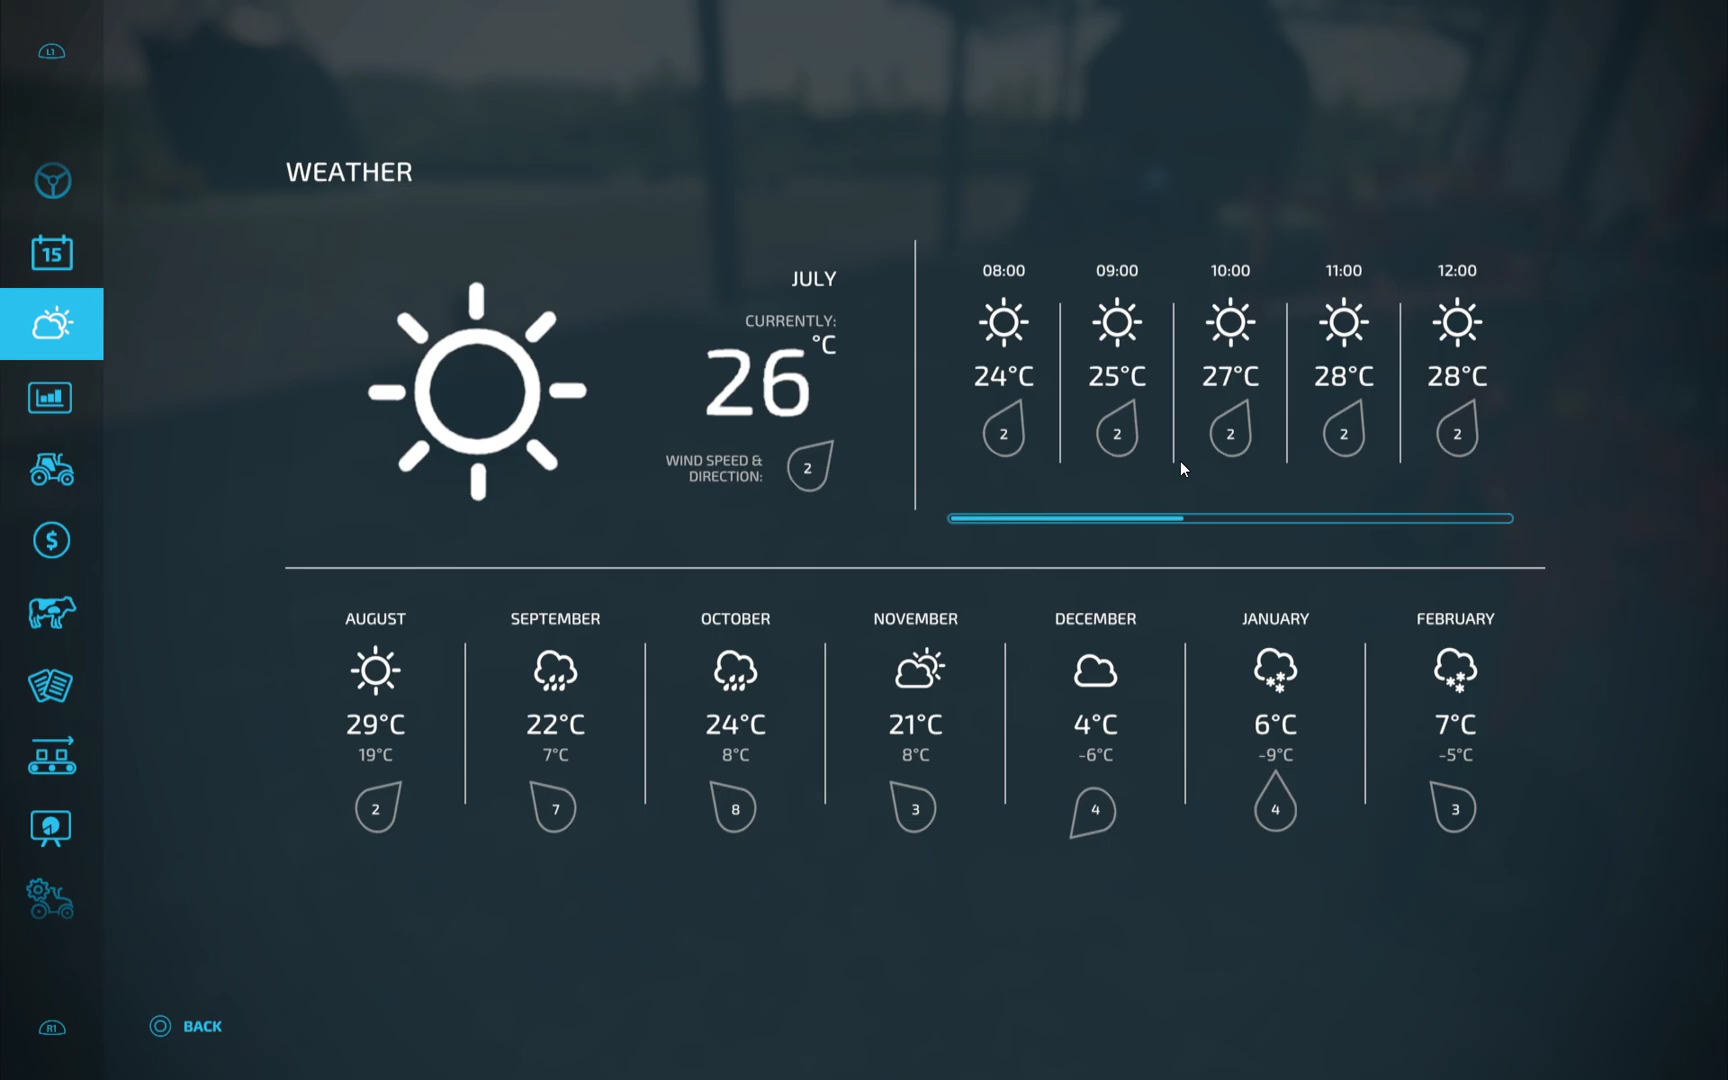 L1
15
WEATHER
JULY
CURRENTLY:
26 °C
WIND SPEED &
DIRECTION:
2
08:00 09:00 10:00 11:00 12:00
24°C 25°C 27°C 28°C 28°C
2 2 2 2 2
AUGUST SEPTEMBER OCTOBER NOVEMBER DECEMBER JANUARY FEBRUARY
29°C 22°C 24°C 21°C 4°C 6°C 7°C
19°C 7°C 8°C 8°C -6°C -9°C -5°C
2 7 8 3 4 4 3
$
R1
BACK